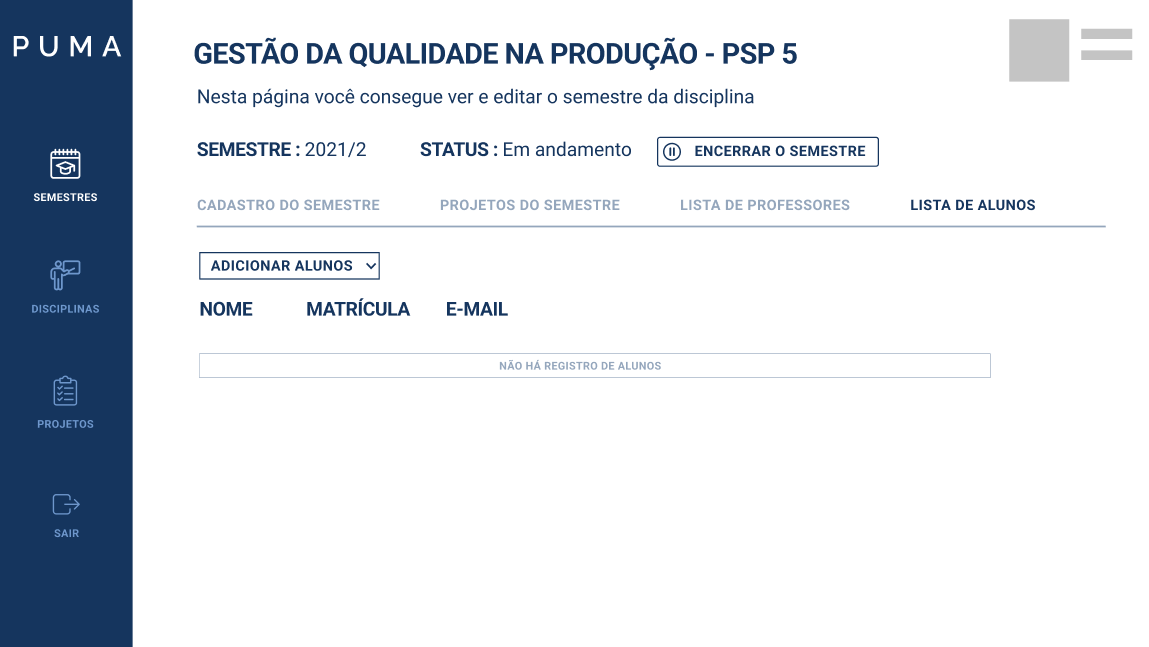 PUMA
SEMESTRES
DISCIPLINAS
PROJETOS
SAIR
GESTÃO DA QUALIDADE NA PRODUÇÃO - PSP 5
Nesta página você consegue ver e editar o semestre da disciplina
SEMESTRE : 2021/2 STATUS : Em andamento ENCERRAR O SEMESTRE
CADASTRO DO SEMESTRE PROJETOS DO SEMESTRE LISTA DE PROFESSORES LISTA DE ALUNOS
ADICIONAR ALUNOS
NOME MATRÍCULA E-MAIL
NÃO HÁ REGISTRO DE ALUNOS